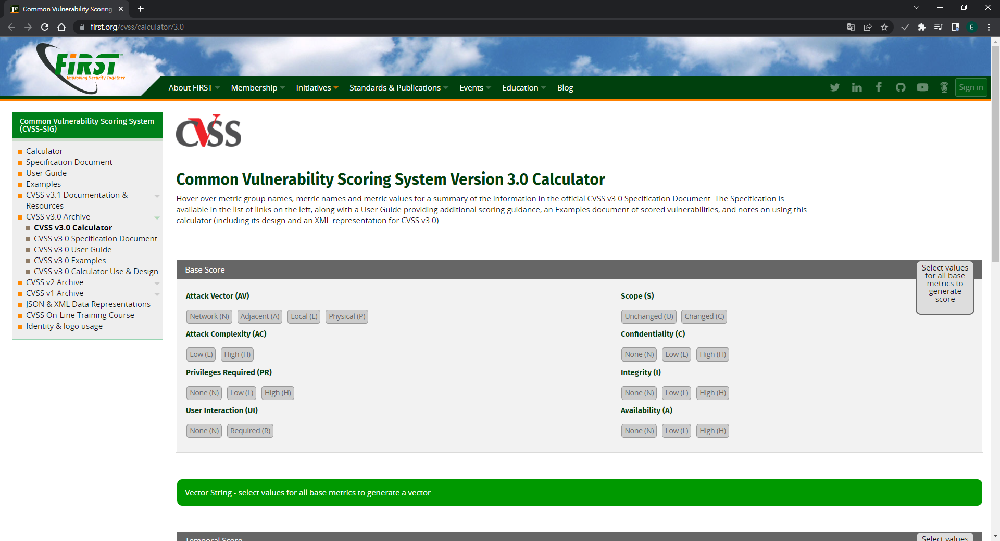 Common Vulnerability Scoring
first.org/cvss/calculator/3.0
E
FIRST
Improving Security Together
About FIRST
Membership
Initiatives
Standards & Publications
Events
Education
Blog
Sign in
Common Vulnerability Scoring System
(CVSS-SIG)
Calculator
Specification Document
User Guide
Examples
CVSS v3.1 Documentation &
Resources
CVSS v3.0 Archive
CVSS v3.0 Calculator
CVSS v3.0 Specification Document
CVSS v3.0 User Guide
CVSS v3.0 Examples
CVSS v3.0 Calculator Use & Design
CVSS v2 Archive
CVSS v1 Archive
JSON & XML Data Representations
CVSS On-Line Training Course
Identity & logo usage
CVSS
Common Vulnerability Scoring System Version 3.0 Calculator
Hover over metric group names, metric names and metric values for a summary of the information in the official CVSS v3.0 Specification Document. The Specification is
available in the list of links on the left, along with a User Guide providing additional scoring guidance, an Examples document of scored vulnerabilities, and notes on using this
calculator (including its design and an XML representation for CVSS v3.0).
Base Score
Select values
for all base
metrics to
generate
score
Attack Vector (AV)
Network (N) Adjacent (A) Local (L) Physical (P)
Attack Complexity (AC)
Low (L) High (H)
Privileges Required (PR)
None (N) Low (L) High (H)
User Interaction (UI)
None (N) Required (R)
Scope (S)
Unchanged (U) Changed (C)
Confidentiality (C)
None (N) Low (L) High (H)
Integrity (I)
None (N) Low (L) High (H)
Availability (A)
None (N) Low (L) High (H)
Vector String - select values for all base metrics to generate a vector
Temporal Score
Select values